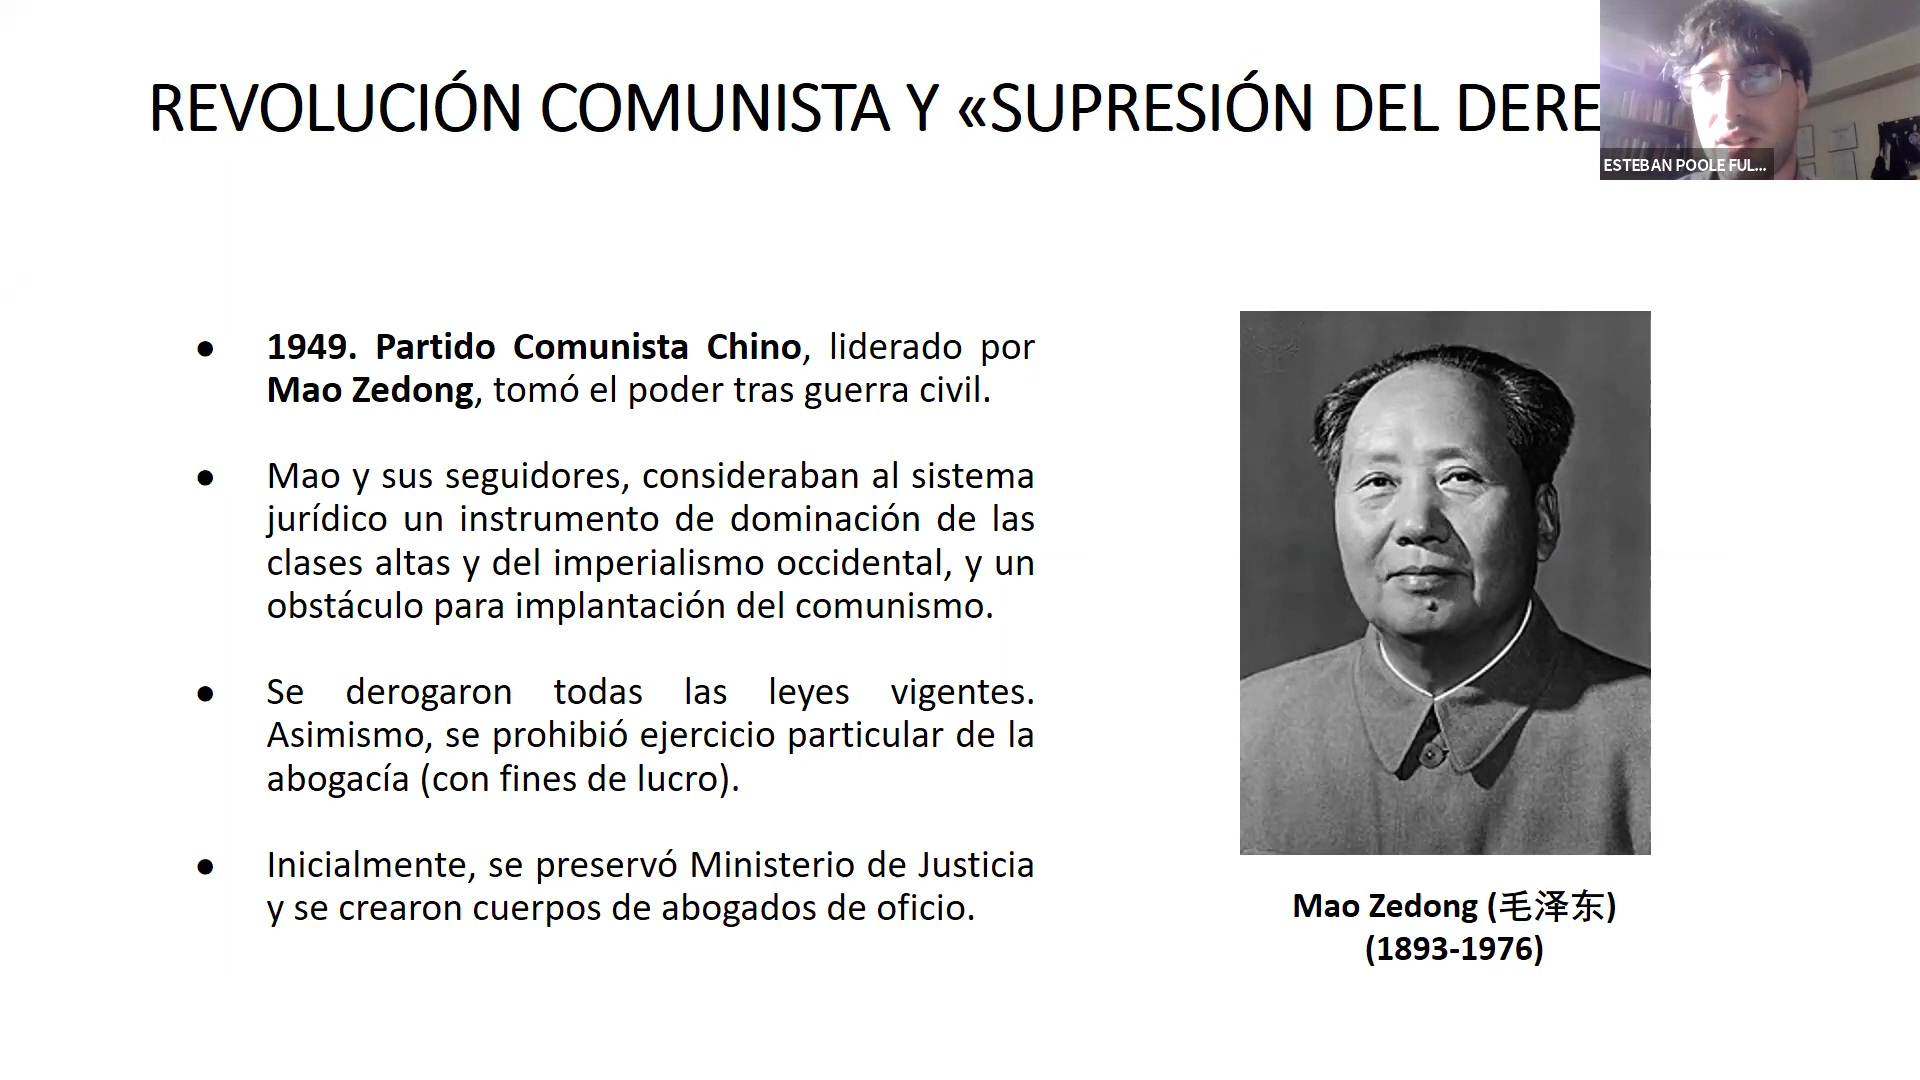 REVOLUCIÓN COMUNISTA Y «SUPRESIÓN DEL DERE
ESTEBAN POOLE FUL...
● 1949. Partido Comunista Chino, liderado por
Mao Zedong, tomó el poder tras guerra civil.
● Mao y sus seguidores, consideraban al sistema
jurídico un instrumento de dominación de las
clases altas y del imperialismo occidental, y un
obstáculo para implantación del comunismo.
● Se derogaron todas las leyes vigentes.
Asimismo, se prohibió ejercicio particular de la
abogacía (con fines de lucro).
● Inicialmente, se preservó Ministerio de Justicia
y se crearon cuerpos de abogados de oficio.
Mao Zedong (毛泽东)
(1893-1976)